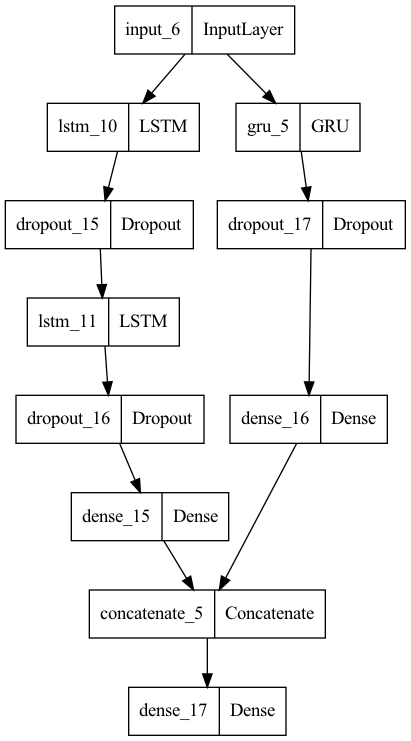 input_6 InputLayer
lstm_10 LSTM
gru_5 GRU
dropout_15 Dropout
dropout_17 Dropout
lstm_11 LSTM
dropout_16 Dropout
dense_16 Dense
dense_15 Dense
concatenate_5 Concatenate
dense_17 Dense